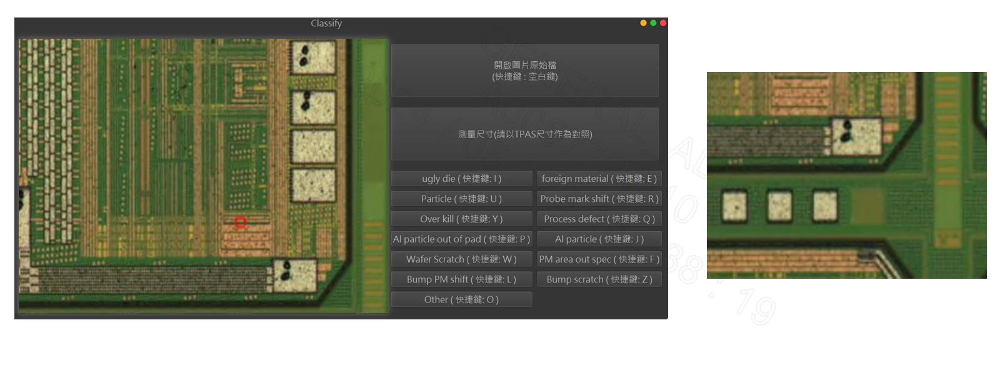 Classify
開啟圖片原始檔
(快捷鍵 : 空白鍵)
測量尺寸(請以TPAS尺寸作為對照)
ugly die ( 快捷鍵: I )
foreign material ( 快捷鍵: E )
Particle ( 快捷鍵: U )
Probe mark shift ( 快捷鍵: R )
Over kill ( 快捷鍵: Y )
Process defect ( 快捷鍵: Q )
Al particle out of pad ( 快捷鍵: P )
Al particle ( 快捷鍵: J )
Wafer Scratch ( 快捷鍵: W )
PM area out spec ( 快捷鍵: F )
Bump PM shift ( 快捷鍵: L )
Bump scratch ( 快捷鍵: Z )
Other ( 快捷鍵: O )